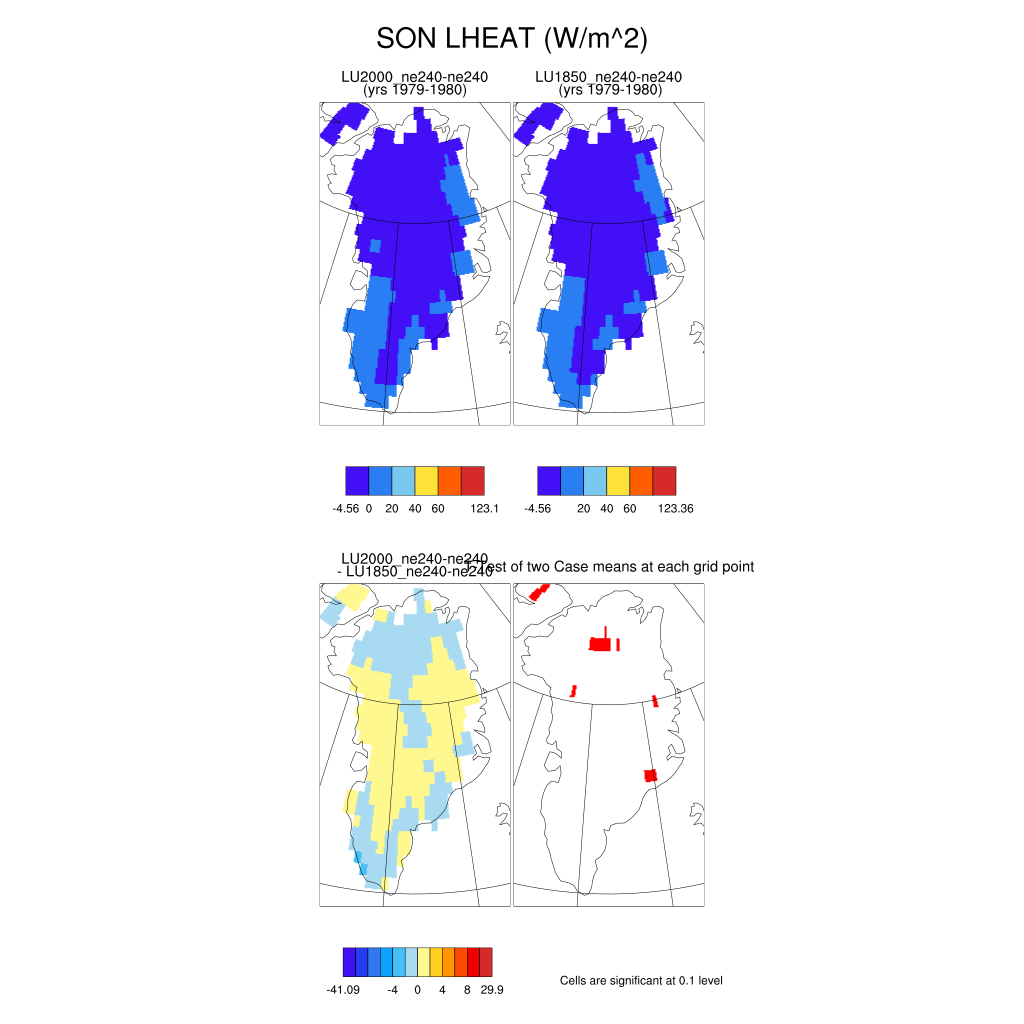 SON LHEAT (W/m^2)
LU2000_ne240-ne240
(yrs 1979-1980)
LU1850_ne240-ne240
(yrs 1979-1980)
-4.56 0 20 40 60 123.1
-4.56 20 40 60 123.36
LU2000_ne240-ne240
- LU1850_ne240-ne240
T-Test of two Case means at each grid point
-41.09 -4 0 4 8 29.9
Cells are significant at 0.1 level